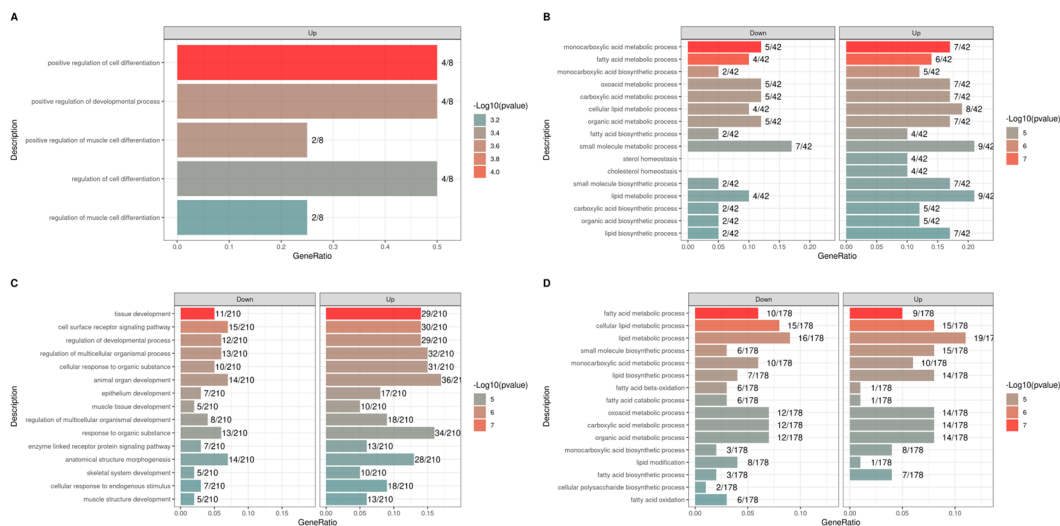 A
Up
positive regulation of cell differentiation
4/8
positive regulation of developmental process
4/8
positive regulation of muscle cell differentiation
2/8
regulation of cell differentiation
4/8
regulation of muscle cell differentiation
2/8
Description
0.0 0.1 0.2 0.3 0.4 0.5
GeneRatio
-Log10(pvalue)
3.2
3.4
3.6
3.8
4.0
B
Down Up
monocarboxylic acid metabolic process 5/42 7/42
fatty acid metabolic process 4/42 6/42
monocarboxylic acid biosynthetic process 2/42 5/42
oxoacid metabolic process 5/42 7/42
carboxylic acid metabolic process 5/42 7/42
cellular lipid metabolic process 4/42 8/42
organic acid metabolic process 5/42 7/42
fatty acid biosynthetic process 2/42 4/42
small molecule metabolic process 7/42 9/42
sterol homeostasis 4/42
cholesterol homeostasis 4/42
small molecule biosynthetic process 2/42 7/42
lipid metabolic process 4/42 9/42
carboxylic acid biosynthetic process 2/42 5/42
organic acid biosynthetic process 2/42 5/42
lipid biosynthetic process 2/42 7/42
Description
0.00 0.05 0.10 0.15 0.20 0.00 0.05 0.10 0.15 0.20
GeneRatio
-Log10(pvalue)
5
6
7
C
Down Up
tissue development 11/210 29/210
cell surface receptor signaling pathway 15/210 30/210
regulation of developmental process 12/210 29/210
regulation of multicellular organismal process 13/210 32/210
cellular response to organic substance 10/210 31/210
animal organ development 14/210 36/21
epithelium development 7/210 17/210
muscle tissue development 5/210 10/210
regulation of multicellular organismal development 8/210 18/210
response to organic substance 13/210 34/210
enzyme linked receptor protein signaling pathway 7/210 13/210
anatomical structure morphogenesis 14/210 28/210
skeletal system development 5/210 10/210
cellular response to endogenous stimulus 7/210 18/210
muscle structure development 5/210 13/210
Description
0.00 0.05 0.10 0.15 0.00 0.05 0.10 0.15
GeneRatio
-Log10(pvalue)
5
6
7
D
Down Up
fatty acid metabolic process 10/178 9/178
cellular lipid metabolic process 15/178 15/178
lipid metabolic process 16/178 19/17
small molecule biosynthetic process 6/178 15/178
monocarboxylic acid metabolic process 10/178 10/178
lipid biosynthetic process 7/178 14/178
fatty acid beta-oxidation 6/178 1/178
fatty acid catabolic process 6/178 1/178
oxoacid metabolic process 12/178 14/178
carboxylic acid metabolic process 12/178 14/178
organic acid metabolic process 12/178 14/178
monocarboxylic acid biosynthetic process 3/178 8/178
lipid modification 8/178 1/178
fatty acid biosynthetic process 3/178 7/178
cellular polysaccharide biosynthetic process 2/178
fatty acid oxidation 6/178
Description
0.00 0.03 0.06 0.09 0.00 0.03 0.06 0.09
GeneRatio
-Log10(pvalue)
5
6
7